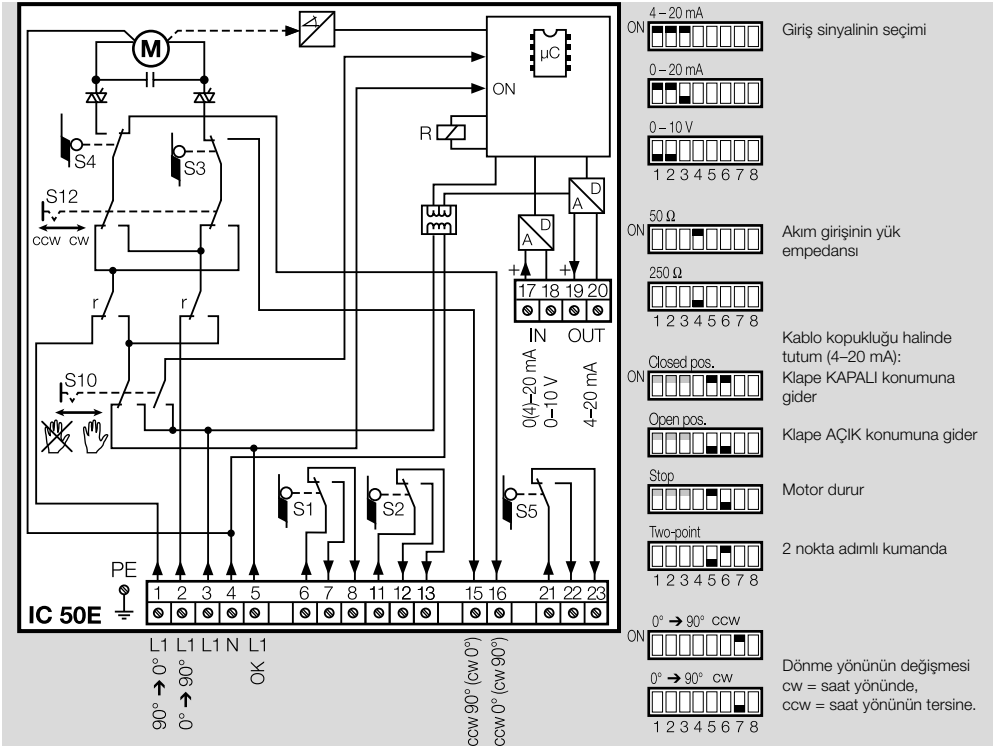 M
µC
ON
R
S4
S3
S12
ccw cw
D
A
D
A
+
+
17 18 19 20
IN OUT
0(4)–20 mA
0–10 V
4–20 mA
r
r
S10
S1
S2
S5
PE
1 2 3 4 5 6 7 8 11 12 13 15 16 21 22 23
IC 50E
L1 L1 L1 N L1
90° ➔ 0°
0° ➔ 90°
OK
ccw 90° (cw 0°)
ccw 0° (cw 90°)
4–20 mA
ON
Giriş sinyalinin seçimi
0–20 mA
0–10 V
1 2 3 4 5 6 7 8
50 Ω
ON
Akım girişinin yük
empedansı
250 Ω
1 2 3 4 5 6 7 8
Kablo kopukluğu halinde
tutum (4–20 mA):
Closed pos.
ON
Klape KAPALI konumuna
gider
Open pos.
Klape AÇIK konumuna gider
Stop
Motor durur
Two-point
2 nokta adımlı kumanda
1 2 3 4 5 6 7 8
0° ➔ 90° ccw
ON
0° ➔ 90° cw
Dönme yönünün değişmesi
cw = saat yönünde,
ccw = saat yönünün tersine.
1 2 3 4 5 6 7 8